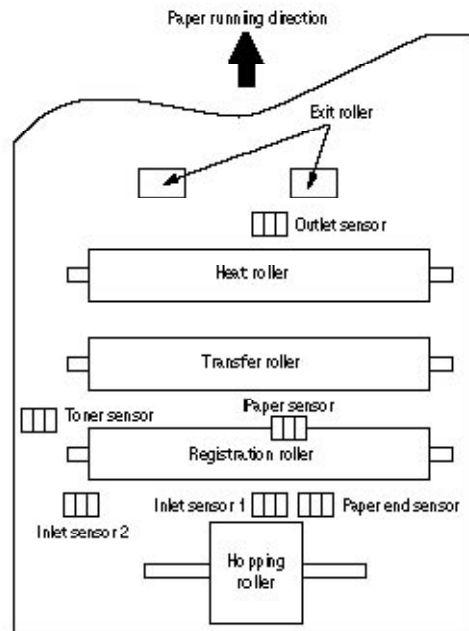 Paper running direction
Exit roller
Outlet sensor
Heat roller
Transfer roller
Paper sensor
Toner sensor
Registration roller
Inlet sensor 1
Paper end sensor
Inlet sensor 2
Hopping
roller